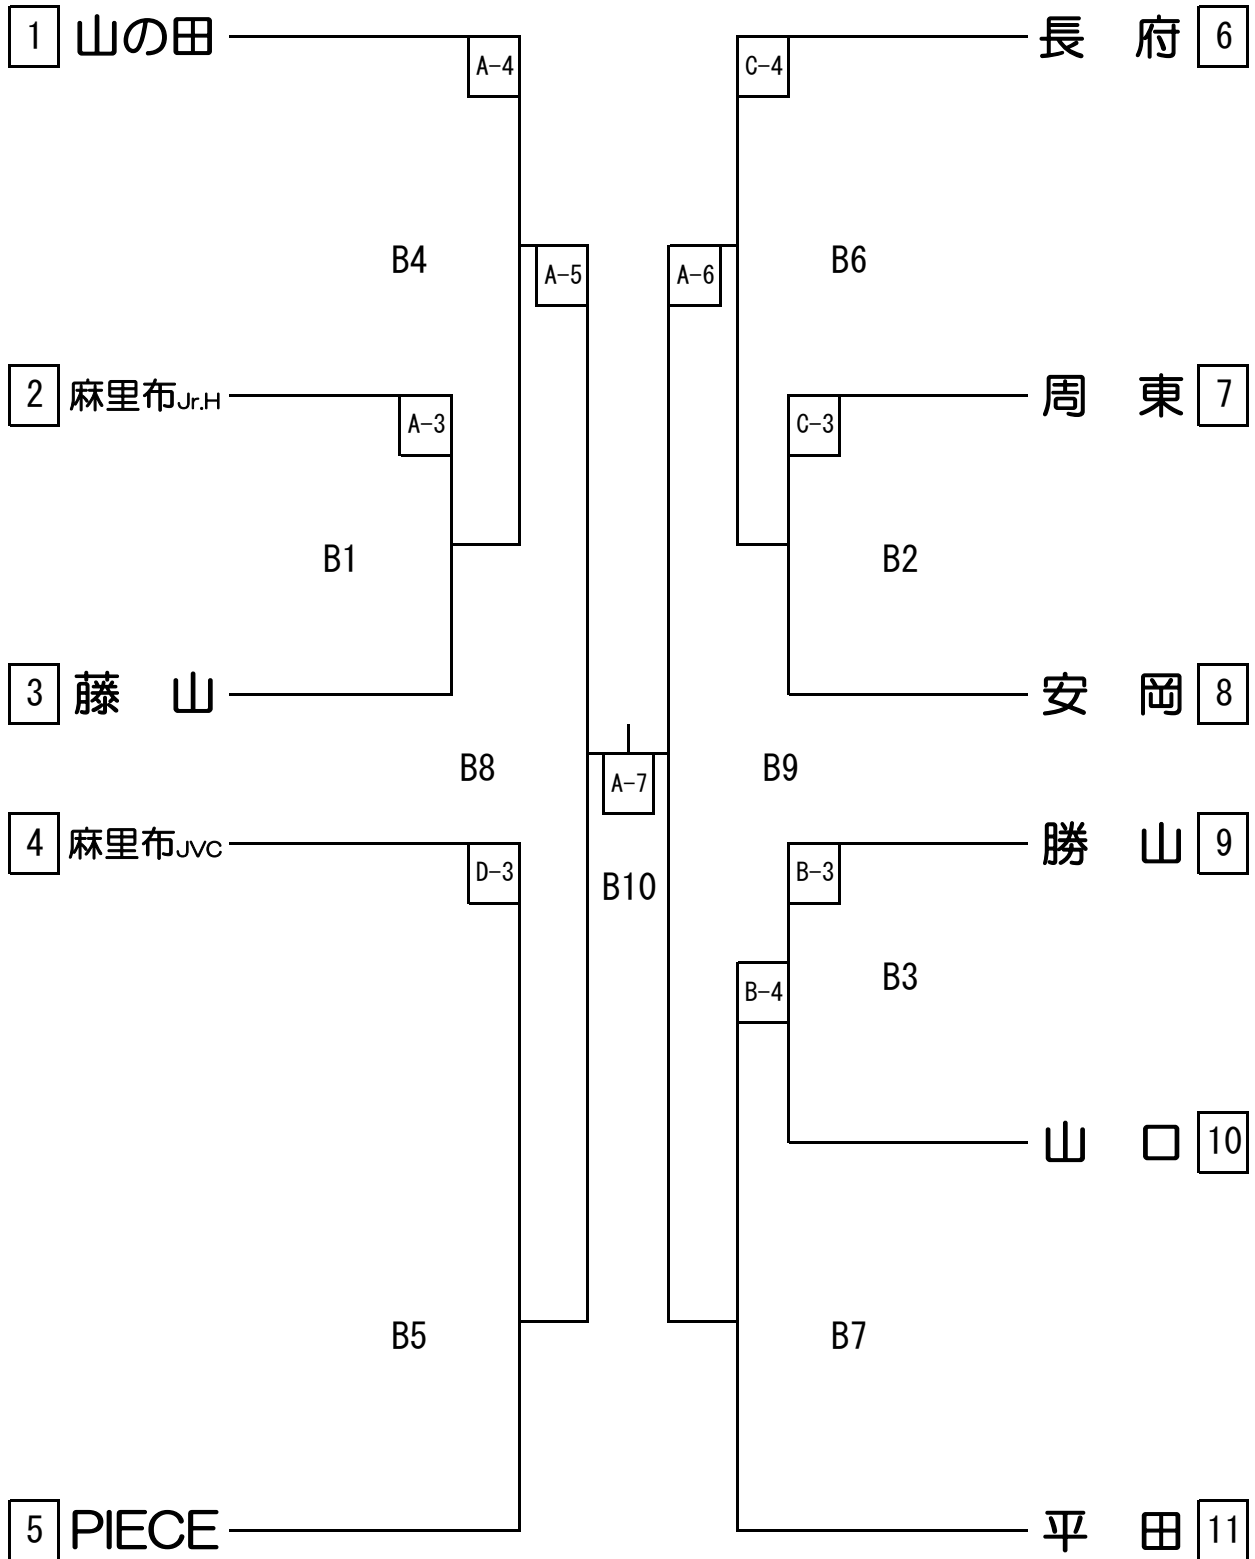 1 山の田
長 府 6
A-4
C-4
B4
A-5
A-6
B6
2 麻里布Jr.H
周 東 7
A-3
C-3
B1
B2
3 藤 山
安 岡 8
B8
A-7
B9
4 麻里布JVC
勝 山 9
D-3
B10
B-3
B-4
B3
山 口 10
B5
B7
5 PIECE
平 田 11